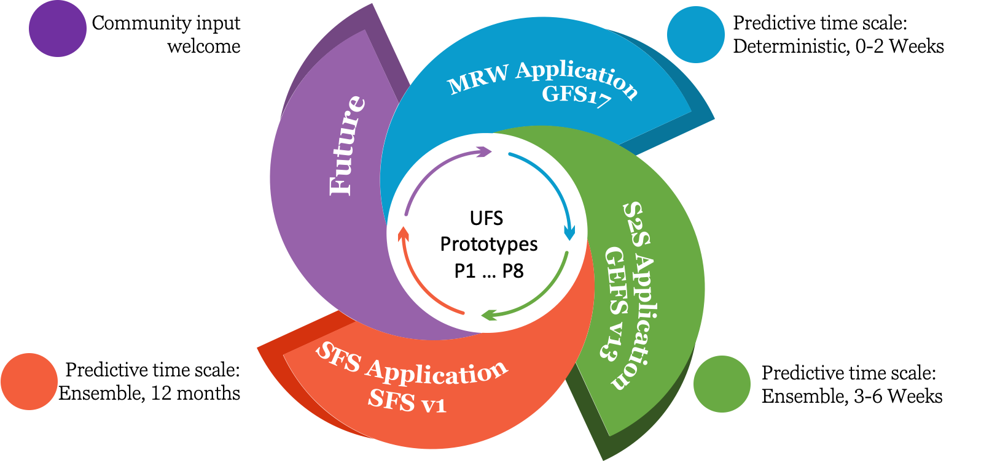 Community input
welcome
Predictive time scale:
Deterministic, 0-2 Weeks
MRW Application
GFS17
Future
UFS
Prototypes
P1 ... P8
S2S Application
GEFS v13
SFS Application
SFS v1
Predictive time scale:
Ensemble, 12 months
Predictive time scale:
Ensemble, 3-6 Weeks